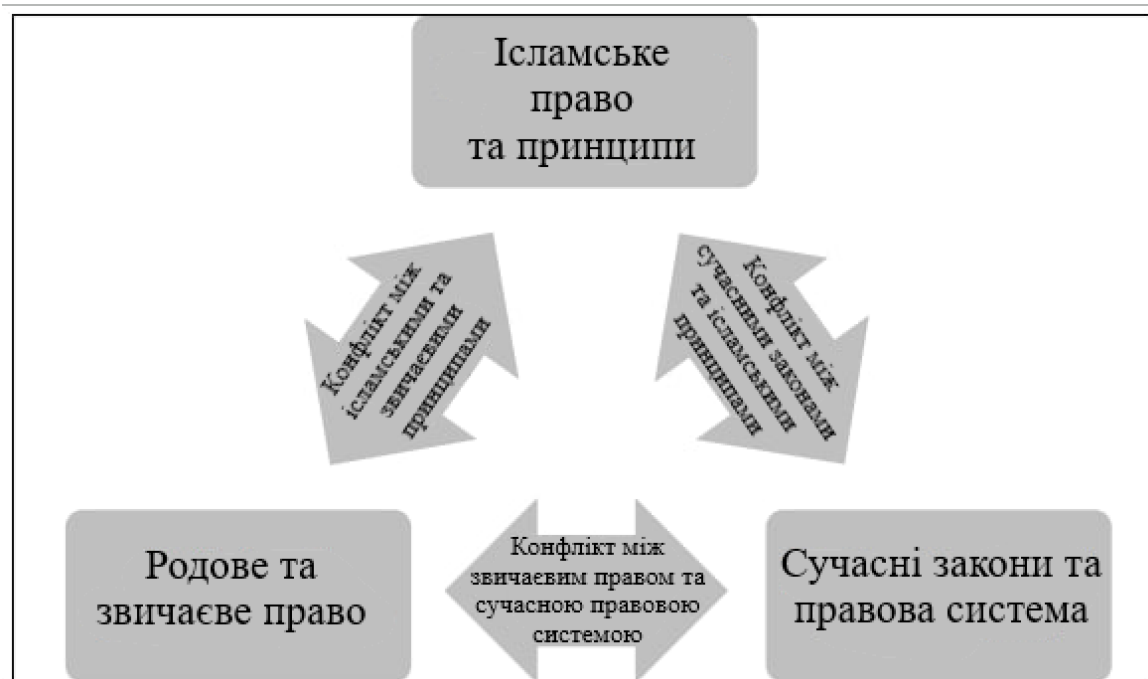 Ісламське
право
та принципи
Конфлікт між
ісламськими та
звичаєвими
принципами
Конфлікт між
сучасними законами
та ісламськими
принципами
Родове та
звичаєве право
Конфлікт між
звичаєвим правом та
сучасною правовою
системою
Сучасні закони та
правова система